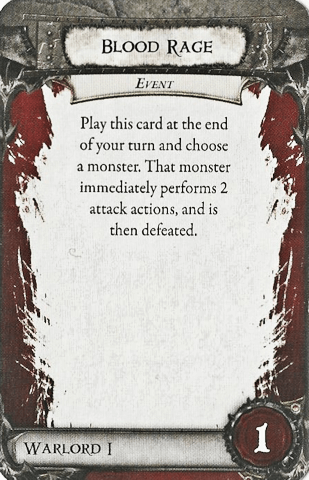 Blood Rage
Event
Play this card at the end
of your turn and choose
a monster. That monster
immediately performs 2
attack actions, and is
then defeated.
Warlord I
1